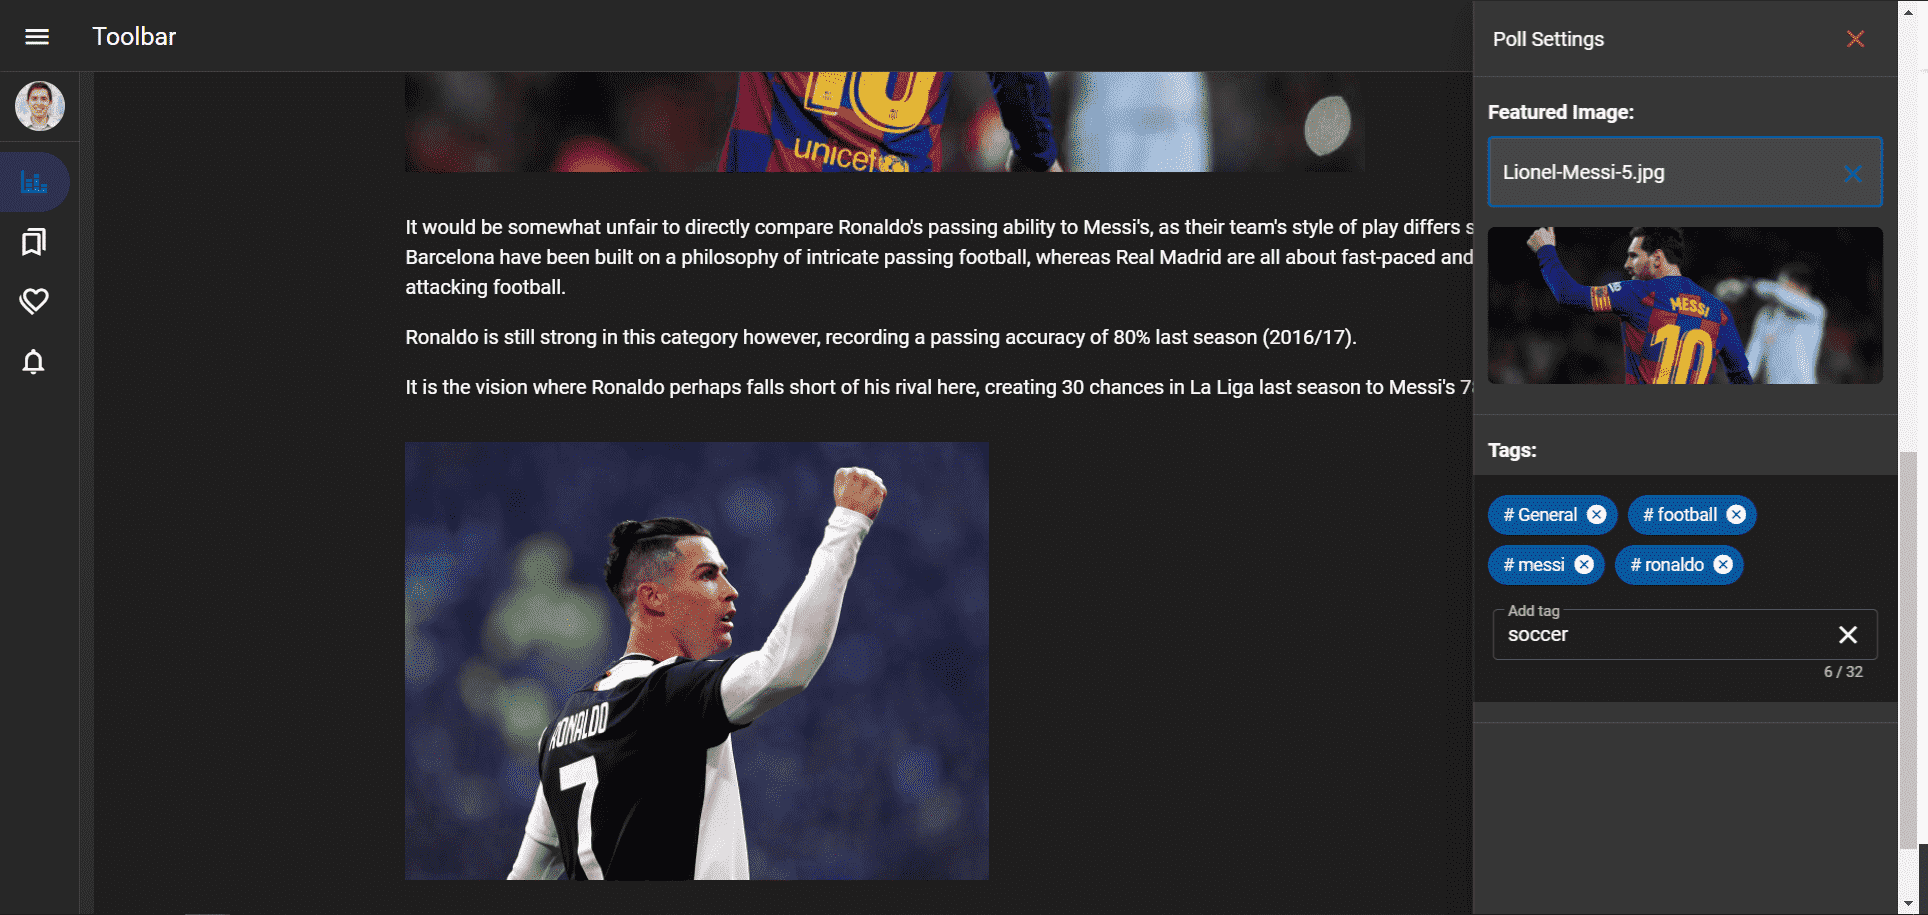 Toolbar
Poll Settings
Featured Image:
Lionel-Messi-5.jpg
unicef
MESSI
10
It would be somewhat unfair to directly compare Ronaldo's passing ability to Messi's, as their team's style of play differs
Barcelona have been built on a philosophy of intricate passing football, whereas Real Madrid are all about fast-paced and
attacking football.
Ronaldo is still strong in this category however, recording a passing accuracy of 80% last season (2016/17).
It is the vision where Ronaldo perhaps falls short of his rival here, creating 30 chances in La Liga last season to Messi's
RONALDO
7
Tags:
# General
# football
# messi
# ronaldo
Add tag
soccer
6 / 32